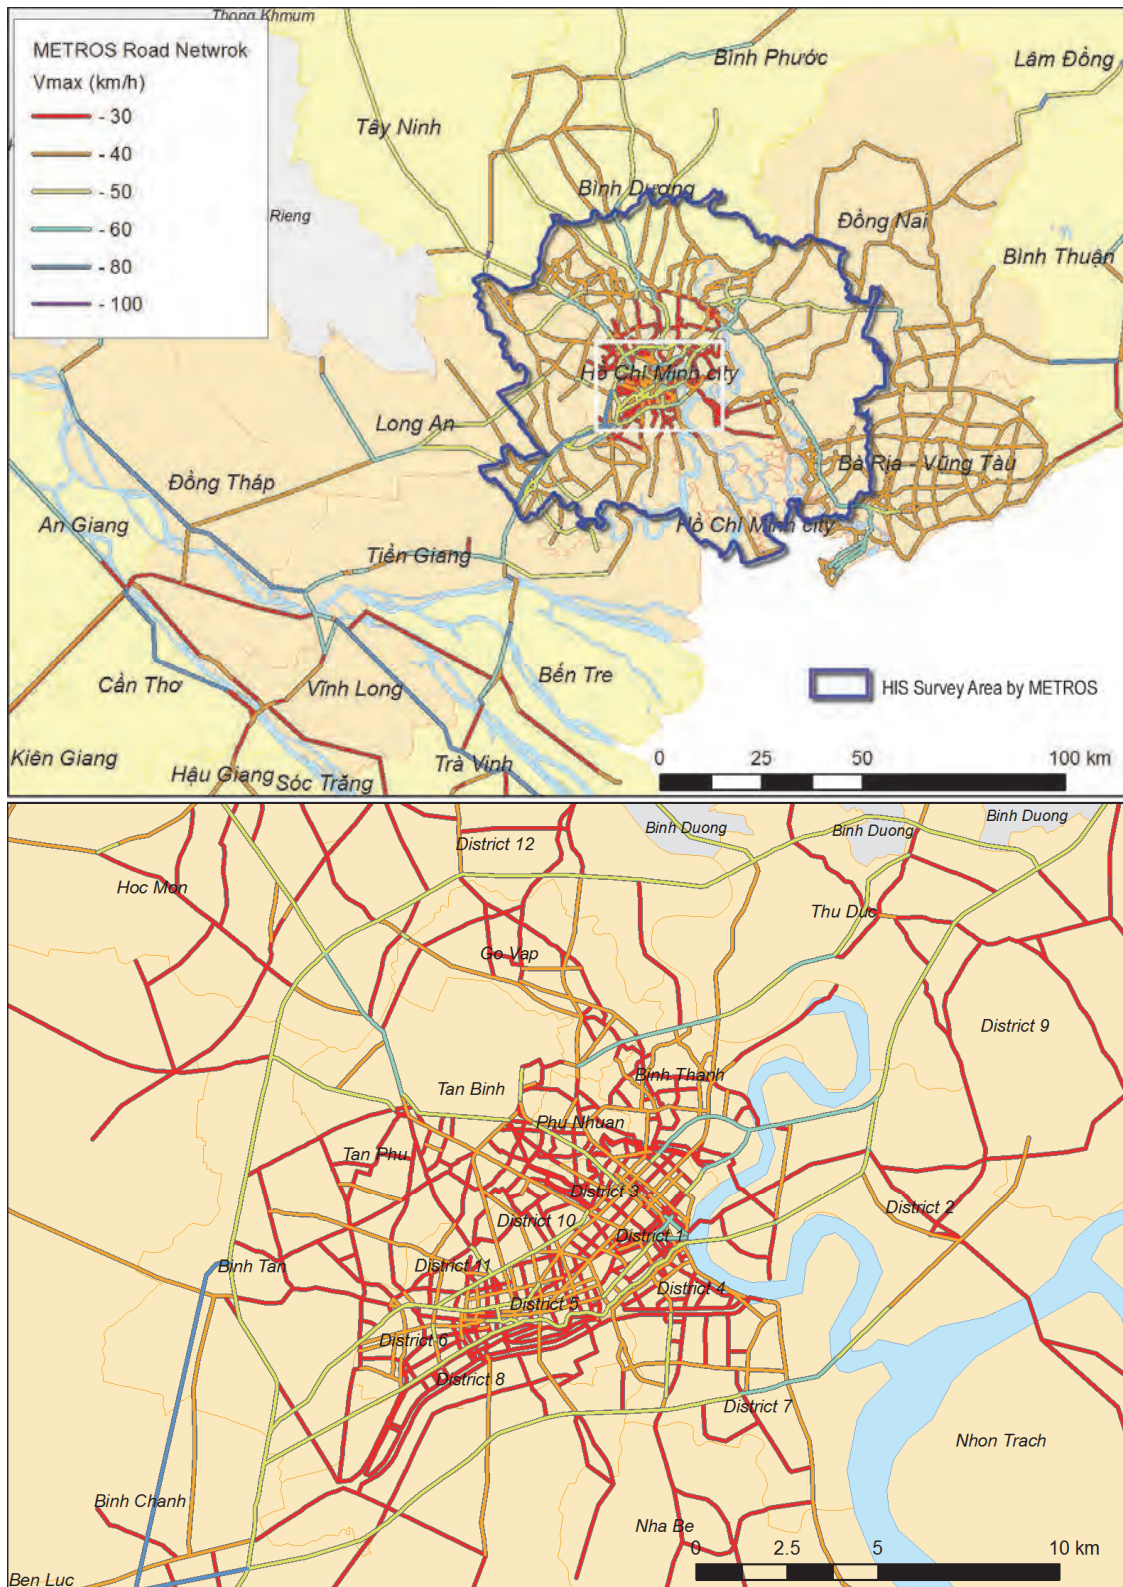 Thong Khmum
METROS Road Netwrok
Vmax (km/h)
- 30
- 40
- 50
- 60
- 80
- 100
Rieng
Bình Phước
Lâm Đồng
Tây Ninh
Bình Dương
Đồng Nai
Bình Thuận
Hồ Chí Minh city
Long An
Bà Rịa - Vũng Tàu
Đồng Tháp
An Giang
Hồ Chí Minh city
Tiền Giang
Bến Tre
Cần Thơ
Vĩnh Long
HIS Survey Area by METROS
Kiên Giang
Hậu Giang
Sóc Trăng
Trà Vinh
0 25 50 100 km
Binh Duong
Binh Duong
Binh Duong
District 12
Hoc Mon
Thu Duc
Go Vap
District 9
Binh Thanh
Tan Binh
Phu Nhuan
Tan Phu
District 3
District 2
District 10
District 1
Binh Tan
District 11
District 4
District 5
District 6
District 8
District 7
Nhon Trach
Binh Chanh
Nha Be
0 2.5 5 10 km
Ben Luc